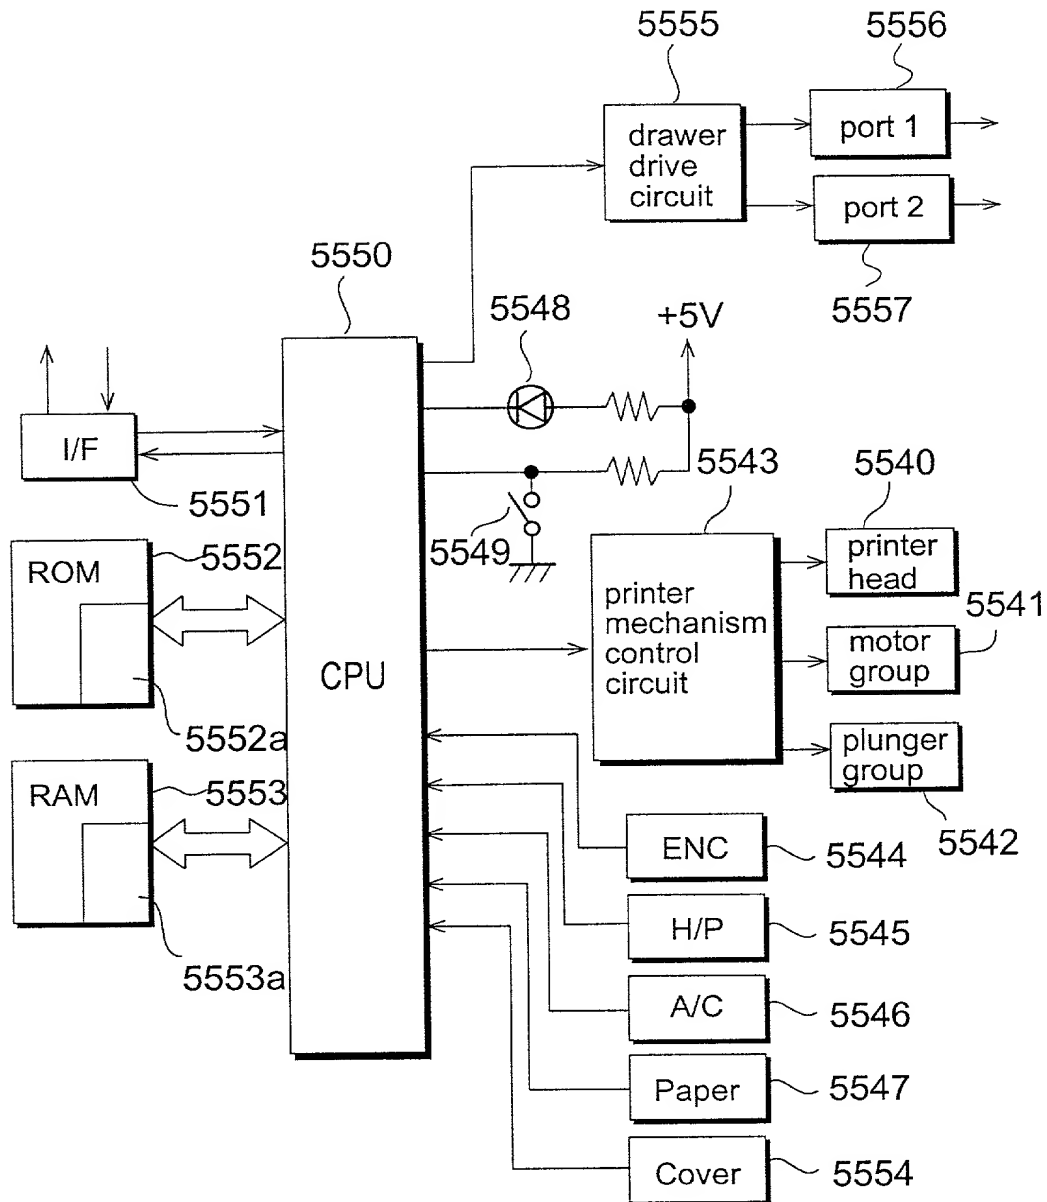 5555
5556
drawer
drive
circuit
port 1
port 2
5557
5550
5548
+5V
I/F
5551
5549
5543
5540
printer
head
5541
motor
group
plunger
group
5542
printer
mechanism
control
circuit
ROM
5552
5552a
CPU
RAM
5553
5553a
ENC
5544
H/P
5545
A/C
5546
Paper
5547
Cover
5554